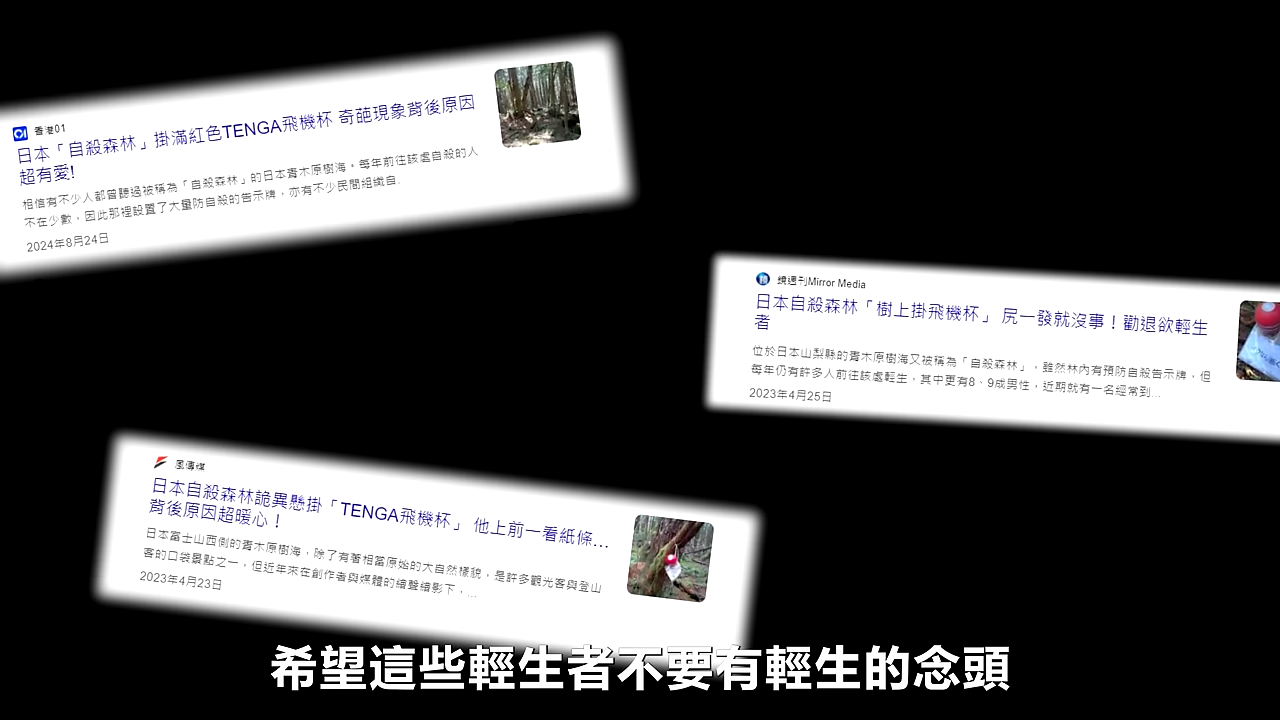 香港01
日本「自殺森林」掛滿紅色TENGA飛機杯 奇葩現象背後原因
超有愛!
相信有不少人都曾聽過被稱為「自殺森林」的日本青木原樹海。每年前往該處自殺的人
不在少數，因此那裡設置了大量防自殺的告示牌，亦有不少民間組織自.
2024年8月24日
鏡週刊Mirror Media
日本自殺森林「樹上掛飛機杯」 尻一發就沒事！勸退欲輕生
者
位於日本山梨縣的青木原樹海又被稱為「自殺森林」，雖然林內有預防自殺告示牌，但
每年仍有許多人前往該處輕生，其中更有8、9成男性，近期就有一名經常到...
2023年4月25日
風傳媒
日本自殺森林詭異懸掛「TENGA飛機杯」 他上前一看紙條...
背後原因超暖心！
日本富士山西側的青木原樹海，除了有著相當原始的大自然樣貌，是許多觀光客與登山
客的口袋景點之一，但近年來在創作者與媒體的繪聲繪影下，...
2023年4月23日
希望這些輕生者不要有輕生的念頭